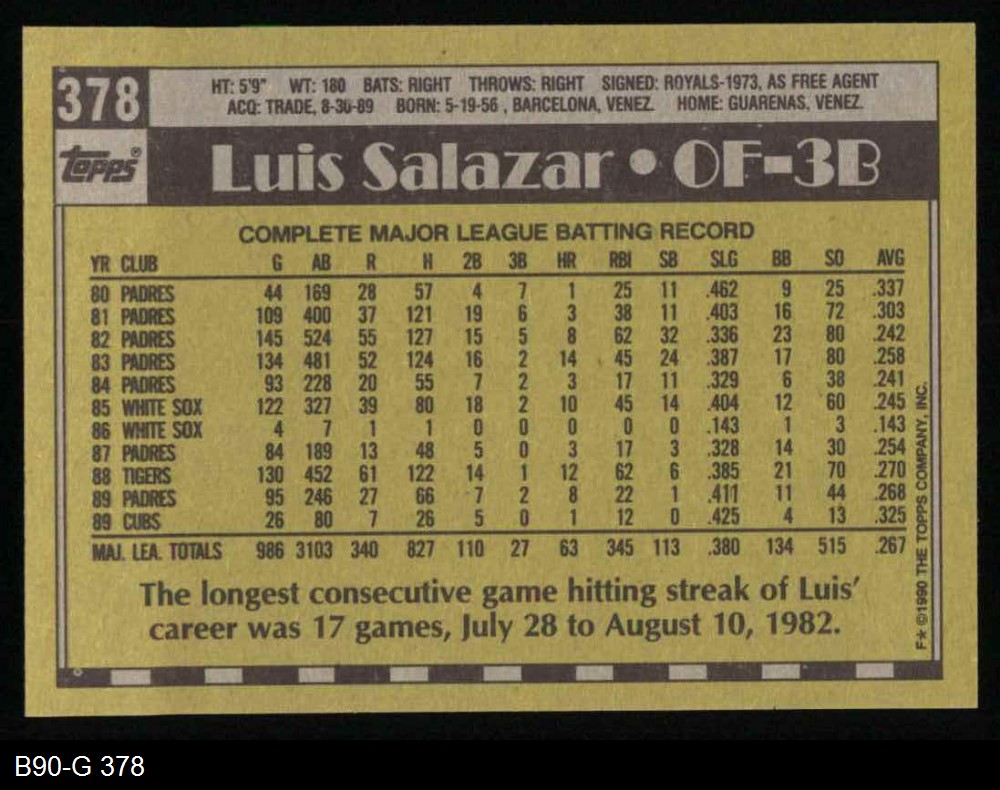 378
HT: 5'9" WT: 180 BATS: RIGHT THROWS: RIGHT SIGNED: ROYALS-1973, AS FREE AGENT
ACQ: TRADE, 8-30-89 BORN: 5-19-56, BARCELONA, VENEZ. HOME: GUARENAS, VENEZ.
Topps®
Luis Salazar • OF-3B
COMPLETE MAJOR LEAGUE BATTING RECORD
YR CLUB G AB R H 2B 3B HR RBI SB SLG BB SO AVG
80 PADRES 44 169 28 57 4 7 1 25 11 .462 9 25 .337
81 PADRES 109 400 37 121 19 6 3 38 11 .403 16 72 .303
82 PADRES 145 524 55 127 15 5 8 62 32 .336 23 80 .242
83 PADRES 134 481 52 124 16 2 14 45 24 .387 17 80 .258
84 PADRES 93 228 20 55 7 2 3 17 11 .329 6 38 .241
85 WHITE SOX 122 327 39 80 18 2 10 45 14 .404 12 60 .245
86 WHITE SOX 4 7 1 1 0 0 0 0 0 .143 1 3 .143
87 PADRES 84 189 13 48 5 0 3 17 3 .328 14 30 .254
88 TIGERS 130 452 61 122 14 1 12 62 6 .385 21 70 .270
89 PADRES 95 246 27 66 7 2 8 22 1 .411 11 44 .268
89 CUBS 26 80 7 26 5 0 1 12 0 .425 4 13 .325
MAJ. LEA. TOTALS 986 3103 340 827 110 27 63 345 113 .380 134 515 .267
The longest consecutive game hitting streak of Luis'
career was 17 games, July 28 to August 10, 1982.
F* ©1990 THE TOPPS COMPANY, INC.
B90-G 378